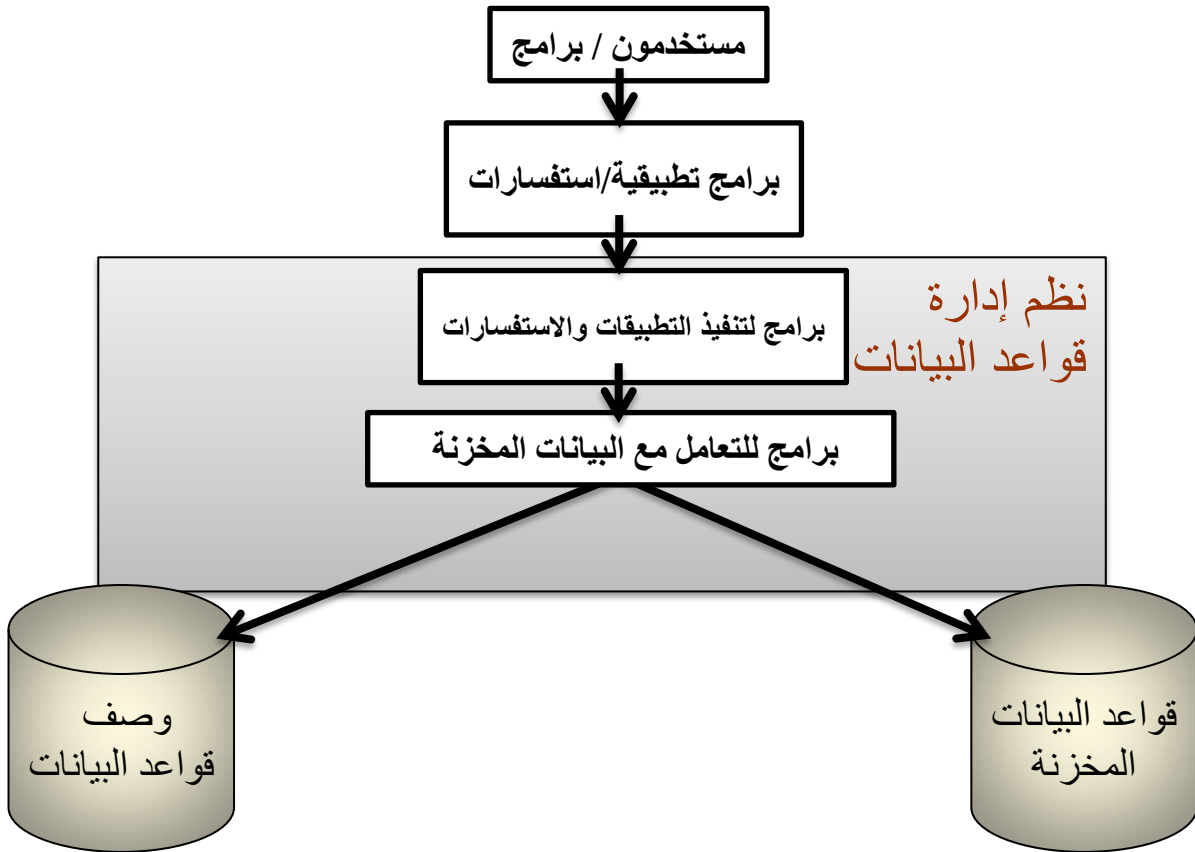 مستخدمون / برامج
برامج تطبيقية/استفسارات
نظم إدارة
قواعد البيانات
برامج لتنفيذ التطبيقات والاستفسارات
برامج للتعامل مع البيانات المخزنة
قواعد البيانات
المخزنة
وصف
قواعد البيانات